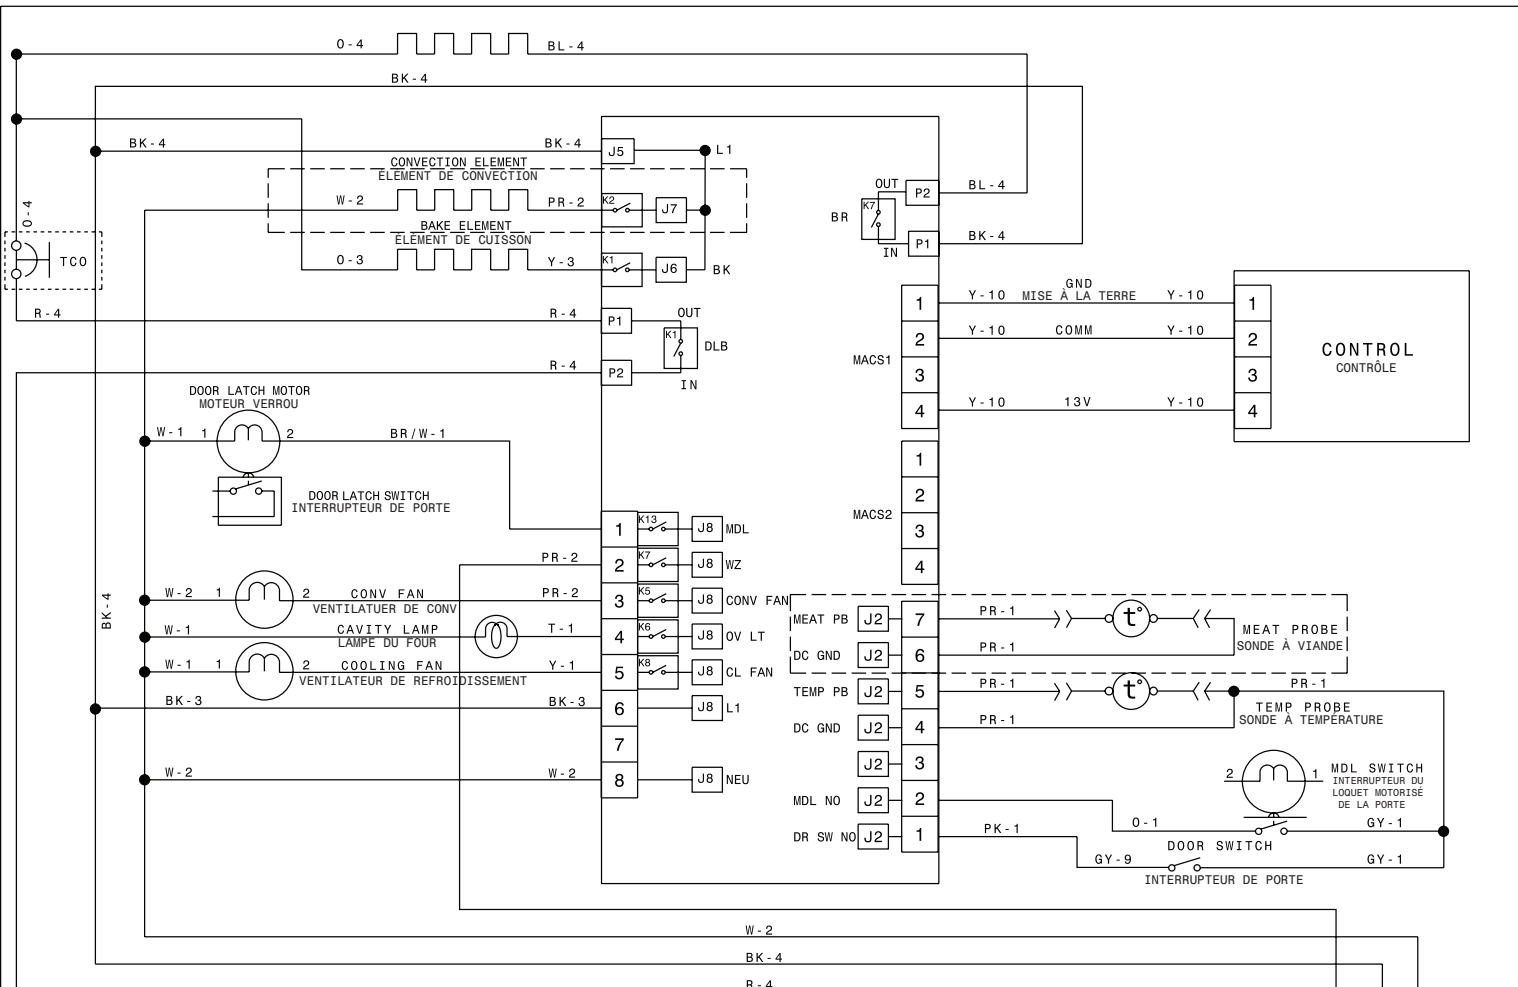 O-4 BL-4
BK-4
BK-4 BK-4 J5 L1
CONVECTION ELEMENT
ÉLÉMENT DE CONVECTION
W-2 PR-2 K2 J7
BAKE ELEMENT
ÉLÉMENT DE CUISSON
O-3 Y-3 K1 J6 BK
O-4
TCO
R-4 R-4 P1 OUT
K1 DLB
R-4 P2 IN
OUT P2 BL-4
K7
BR
P1 BK-4
IN
GND
1 Y-10 MISE À LA TERRE Y-10 1
2 Y-10 COMM Y-10 2
MACS1
3 3
4 Y-10 13V Y-10 4
CONTROL
CONTRÔLE
DOOR LATCH MOTOR
MOTEUR VERROU
W-1 1 2 BR/W-1
DOOR LATCH SWITCH
INTERRUPTEUR DE PORTE
1
2
MACS2
3
4
1 K13 J8 MDL
PR-2 2 K7 J8 WZ
W-2 1 2 CONV FAN PR-2 3 K5 J8 CONV FAN
VENTILATUER DE CONV
BK-4
W-1 CAVITY LAMP T-1 4 K6 J8 OV LT
LAMPE DU FOUR
W-1 1 2 COOLING FAN Y-1 5 K8 J8 CL FAN
VENTILATEUR DE REFROIDISSEMENT
BK-3 BK-3 6 J8 L1
7
W-2 W-2 8 J8 NEU
MEAT PB J2 7 PR-1 t°
MEAT PROBE
SONDE À VIANDE
DC GND J2 6 PR-1
TEMP PB J2 5 PR-1 t° PR-1
TEMP PROBE
SONDE À TEMPÉRATURE
DC GND J2 4 PR-1
J2 3
2 1 MDL SWITCH
INTERRUPTEUR DU
LOQUET MOTORISÉ
DE LA PORTE
MDL NO J2 2 O-1 GY-1
DR SW NO J2 1 PK-1
DOOR SWITCH
GY-9 GY-1
INTERRUPTEUR DE PORTE
W-2
BK-4
R-4